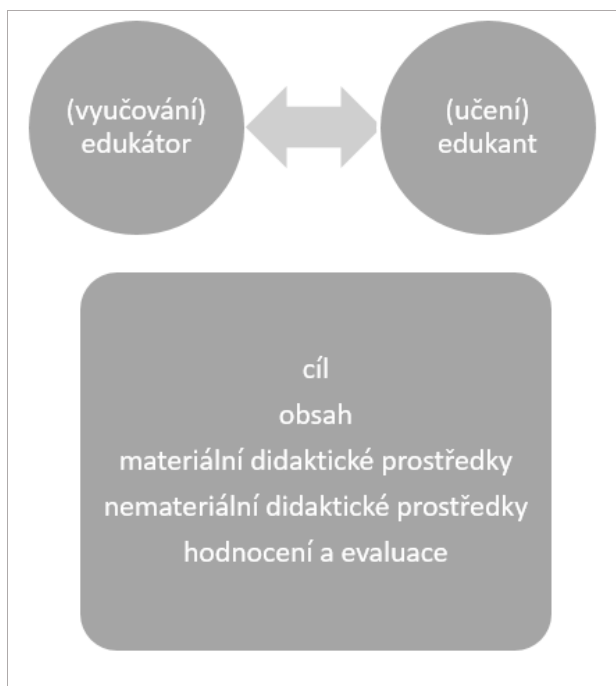 (vyučování)
edukátor
(učení)
edukant
cíl
obsah
materiální didaktické prostředky
nemateriální didaktické prostředky
hodnocení a evaluace